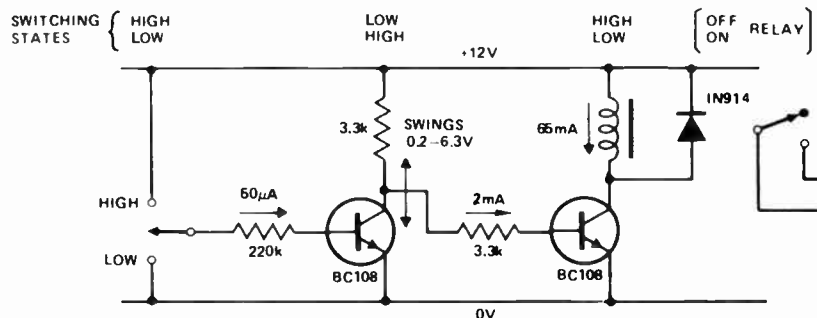 SWITCHING STATES { HIGH LOW
LOW HIGH
HIGH LOW
[ OFF ON RELAY ]
+12V
3.3k
SWINGS
0.2–6.3V
65mA
IN914
HIGH
60µA
2mA
LOW
220k
BC108
3.3k
BC108
0V